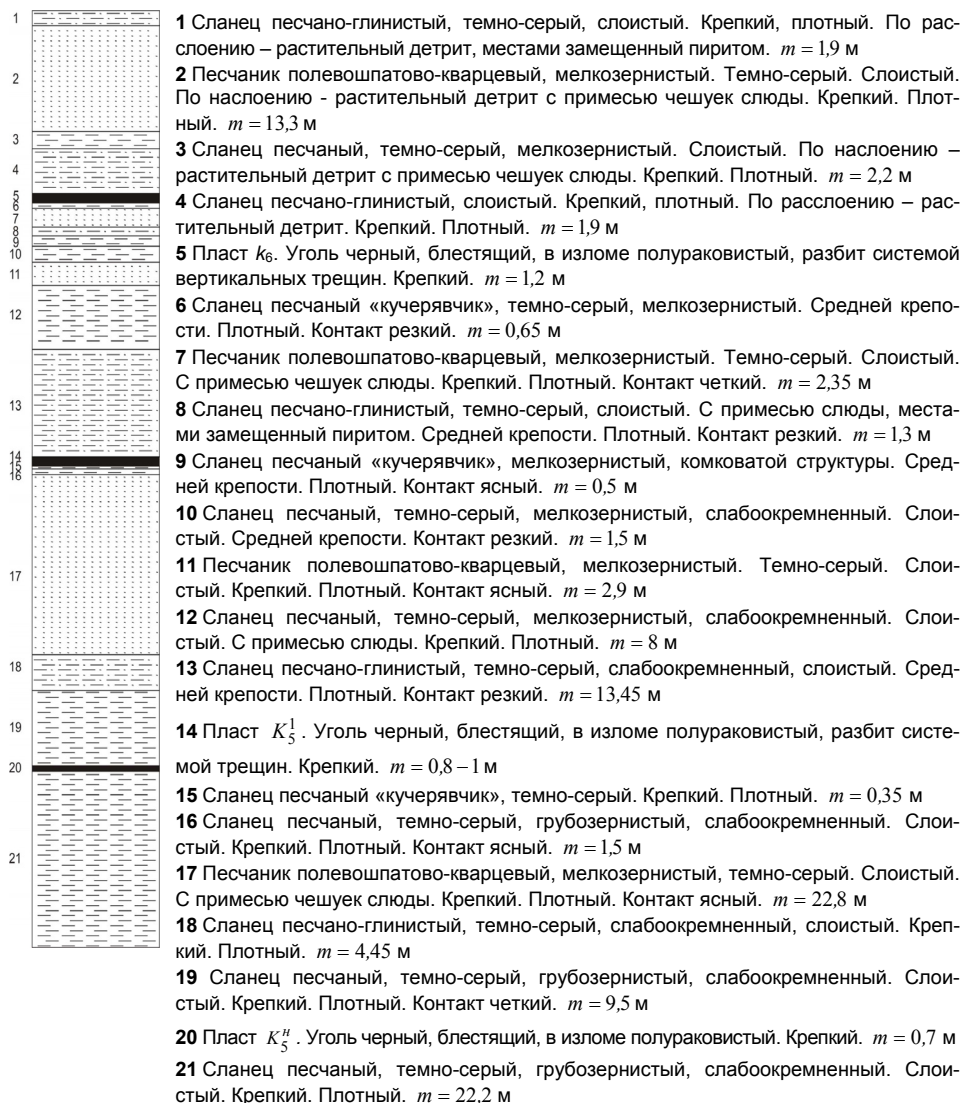 1
2
3
4
5
6
7
8
9
10
11
12
13
14
15
16
17
18
19
20
21
1 Сланец песчано-глинистый, темно-серый, слоистый. Крепкий, плотный. По рас-
слоению – растительный детрит, местами замещенный пиритом. m = 1,9 м
2 Песчаник полевошпатово-кварцевый, мелкозернистый. Темно-серый. Слоистый.
По наслоению - растительный детрит с примесью чешуек слюды. Крепкий. Плот-
ный. m = 13,3 м
3 Сланец песчаный, темно-серый, мелкозернистый. Слоистый. По наслоению –
растительный детрит с примесью чешуек слюды. Крепкий. Плотный. m = 2,2 м
4 Сланец песчано-глинистый, слоистый. Крепкий, плотный. По расслоению – рас-
тительный детрит. Крепкий. Плотный. m = 1,9 м
5 Пласт k₆. Уголь черный, блестящий, в изломе полураковистый, разбит системой
вертикальных трещин. Крепкий. m = 1,2 м
6 Сланец песчаный «кучерявчик», темно-серый, мелкозернистый. Средней крепо-
сти. Плотный. Контакт резкий. m = 0,65 м
7 Песчаник полевошпатово-кварцевый, мелкозернистый. Темно-серый. Слоистый.
С примесью чешуек слюды. Крепкий. Плотный. Контакт четкий. m = 2,35 м
8 Сланец песчано-глинистый, темно-серый, слоистый. С примесью слюды, места-
ми замещенный пиритом. Средней крепости. Плотный. Контакт резкий. m = 1,3 м
9 Сланец песчаный «кучерявчик», мелкозернистый, комковатой структуры. Сред-
ней крепости. Плотный. Контакт ясный. m = 0,5 м
10 Сланец песчаный, темно-серый, мелкозернистый, слабоокремненный. Слои-
стый. Средней крепости. Контакт резкий. m = 1,5 м
11 Песчаник полевошпатово-кварцевый, мелкозернистый. Темно-серый. Слои-
стый. Крепкий. Плотный. Контакт ясный. m = 2,9 м
12 Сланец песчаный, темно-серый, мелкозернистый, слабоокремненный. Слои-
стый. С примесью слюды. Крепкий. Плотный. m = 8 м
13 Сланец песчано-глинистый, темно-серый, слабоокремненный, слоистый. Сред-
ней крепости. Плотный. Контакт резкий. m = 13,45 м
14 Пласт K₅¹ . Уголь черный, блестящий, в изломе полураковистый, разбит систе-
мой трещин. Крепкий. m = 0,8 – 1 м
15 Сланец песчаный «кучерявчик», темно-серый. Крепкий. Плотный. m = 0,35 м
16 Сланец песчаный, темно-серый, грубозернистый, слабоокремненный. Слои-
стый. Крепкий. Плотный. Контакт ясный. m = 1,5 м
17 Песчаник полевошпатово-кварцевый, мелкозернистый, темно-серый. Слоистый.
С примесью чешуек слюды. Крепкий. Плотный. Контакт ясный. m = 22,8 м
18 Сланец песчано-глинистый, темно-серый, слабоокремненный, слоистый. Креп-
кий. Плотный. m = 4,45 м
19 Сланец песчаный, темно-серый, грубозернистый, слабоокремненный. Слои-
стый. Крепкий. Плотный. Контакт четкий. m = 9,5 м
20 Пласт K₅ⁿ . Уголь черный, блестящий, в изломе полураковистый. Крепкий. m = 0,7 м
21 Сланец песчаный, темно-серый, грубозернистый, слабоокремненный. Слои-
стый. Крепкий. Плотный. m = 22,2 м